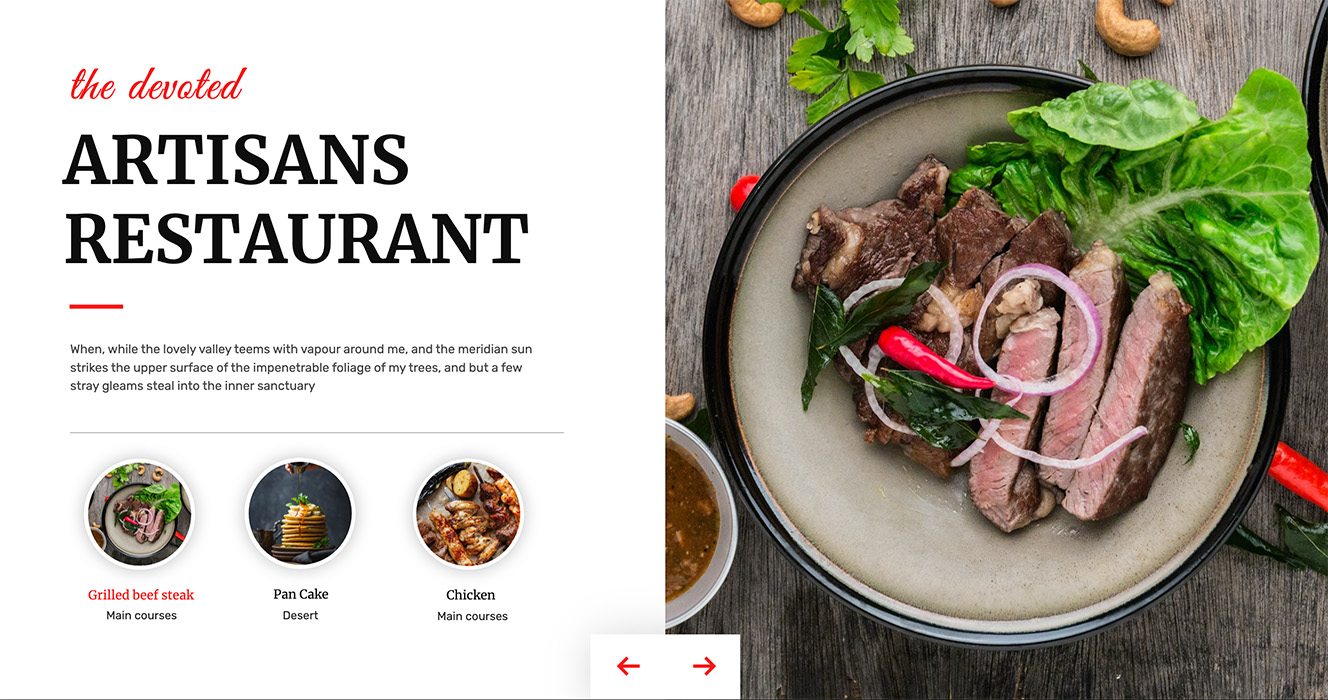 the devoted
ARTISANS
RESTAURANT
When, while the lovely valley teems with vapour around me, and the meridian sun
strikes the upper surface of the impenetrable foliage of my trees, and but a few
stray gleams steal into the inner sanctuary
Grilled beef steak
Main courses
Pan Cake
Desert
Chicken
Main courses